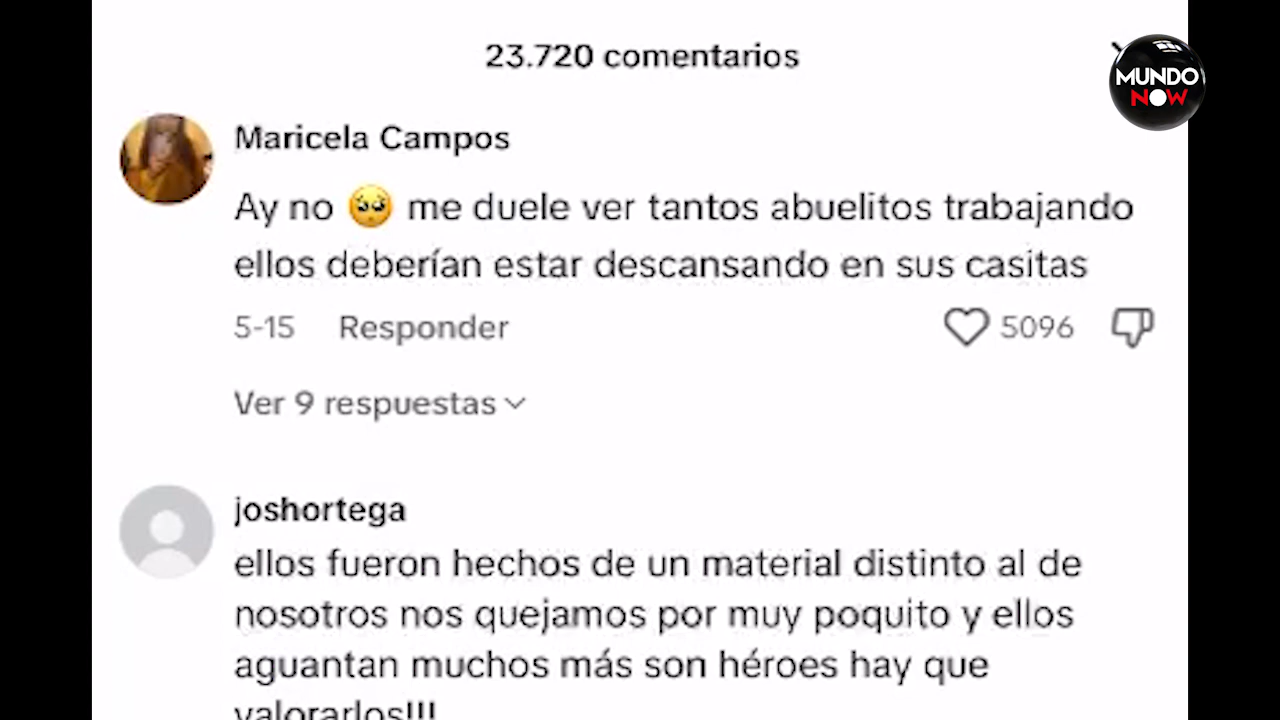 23.720 comentarios
MUNDO
NOW
Maricela Campos
Ay no 🥺 me duele ver tantos abuelitos trabajando
ellos deberían estar descansando en sus casitas
5-15 Responder 5096
Ver 9 respuestas
joshortega
ellos fueron hechos de un material distinto al de
nosotros nos quejamos por muy poquito y ellos
aguantan muchos más son héroes hay que
valorarlos!!!